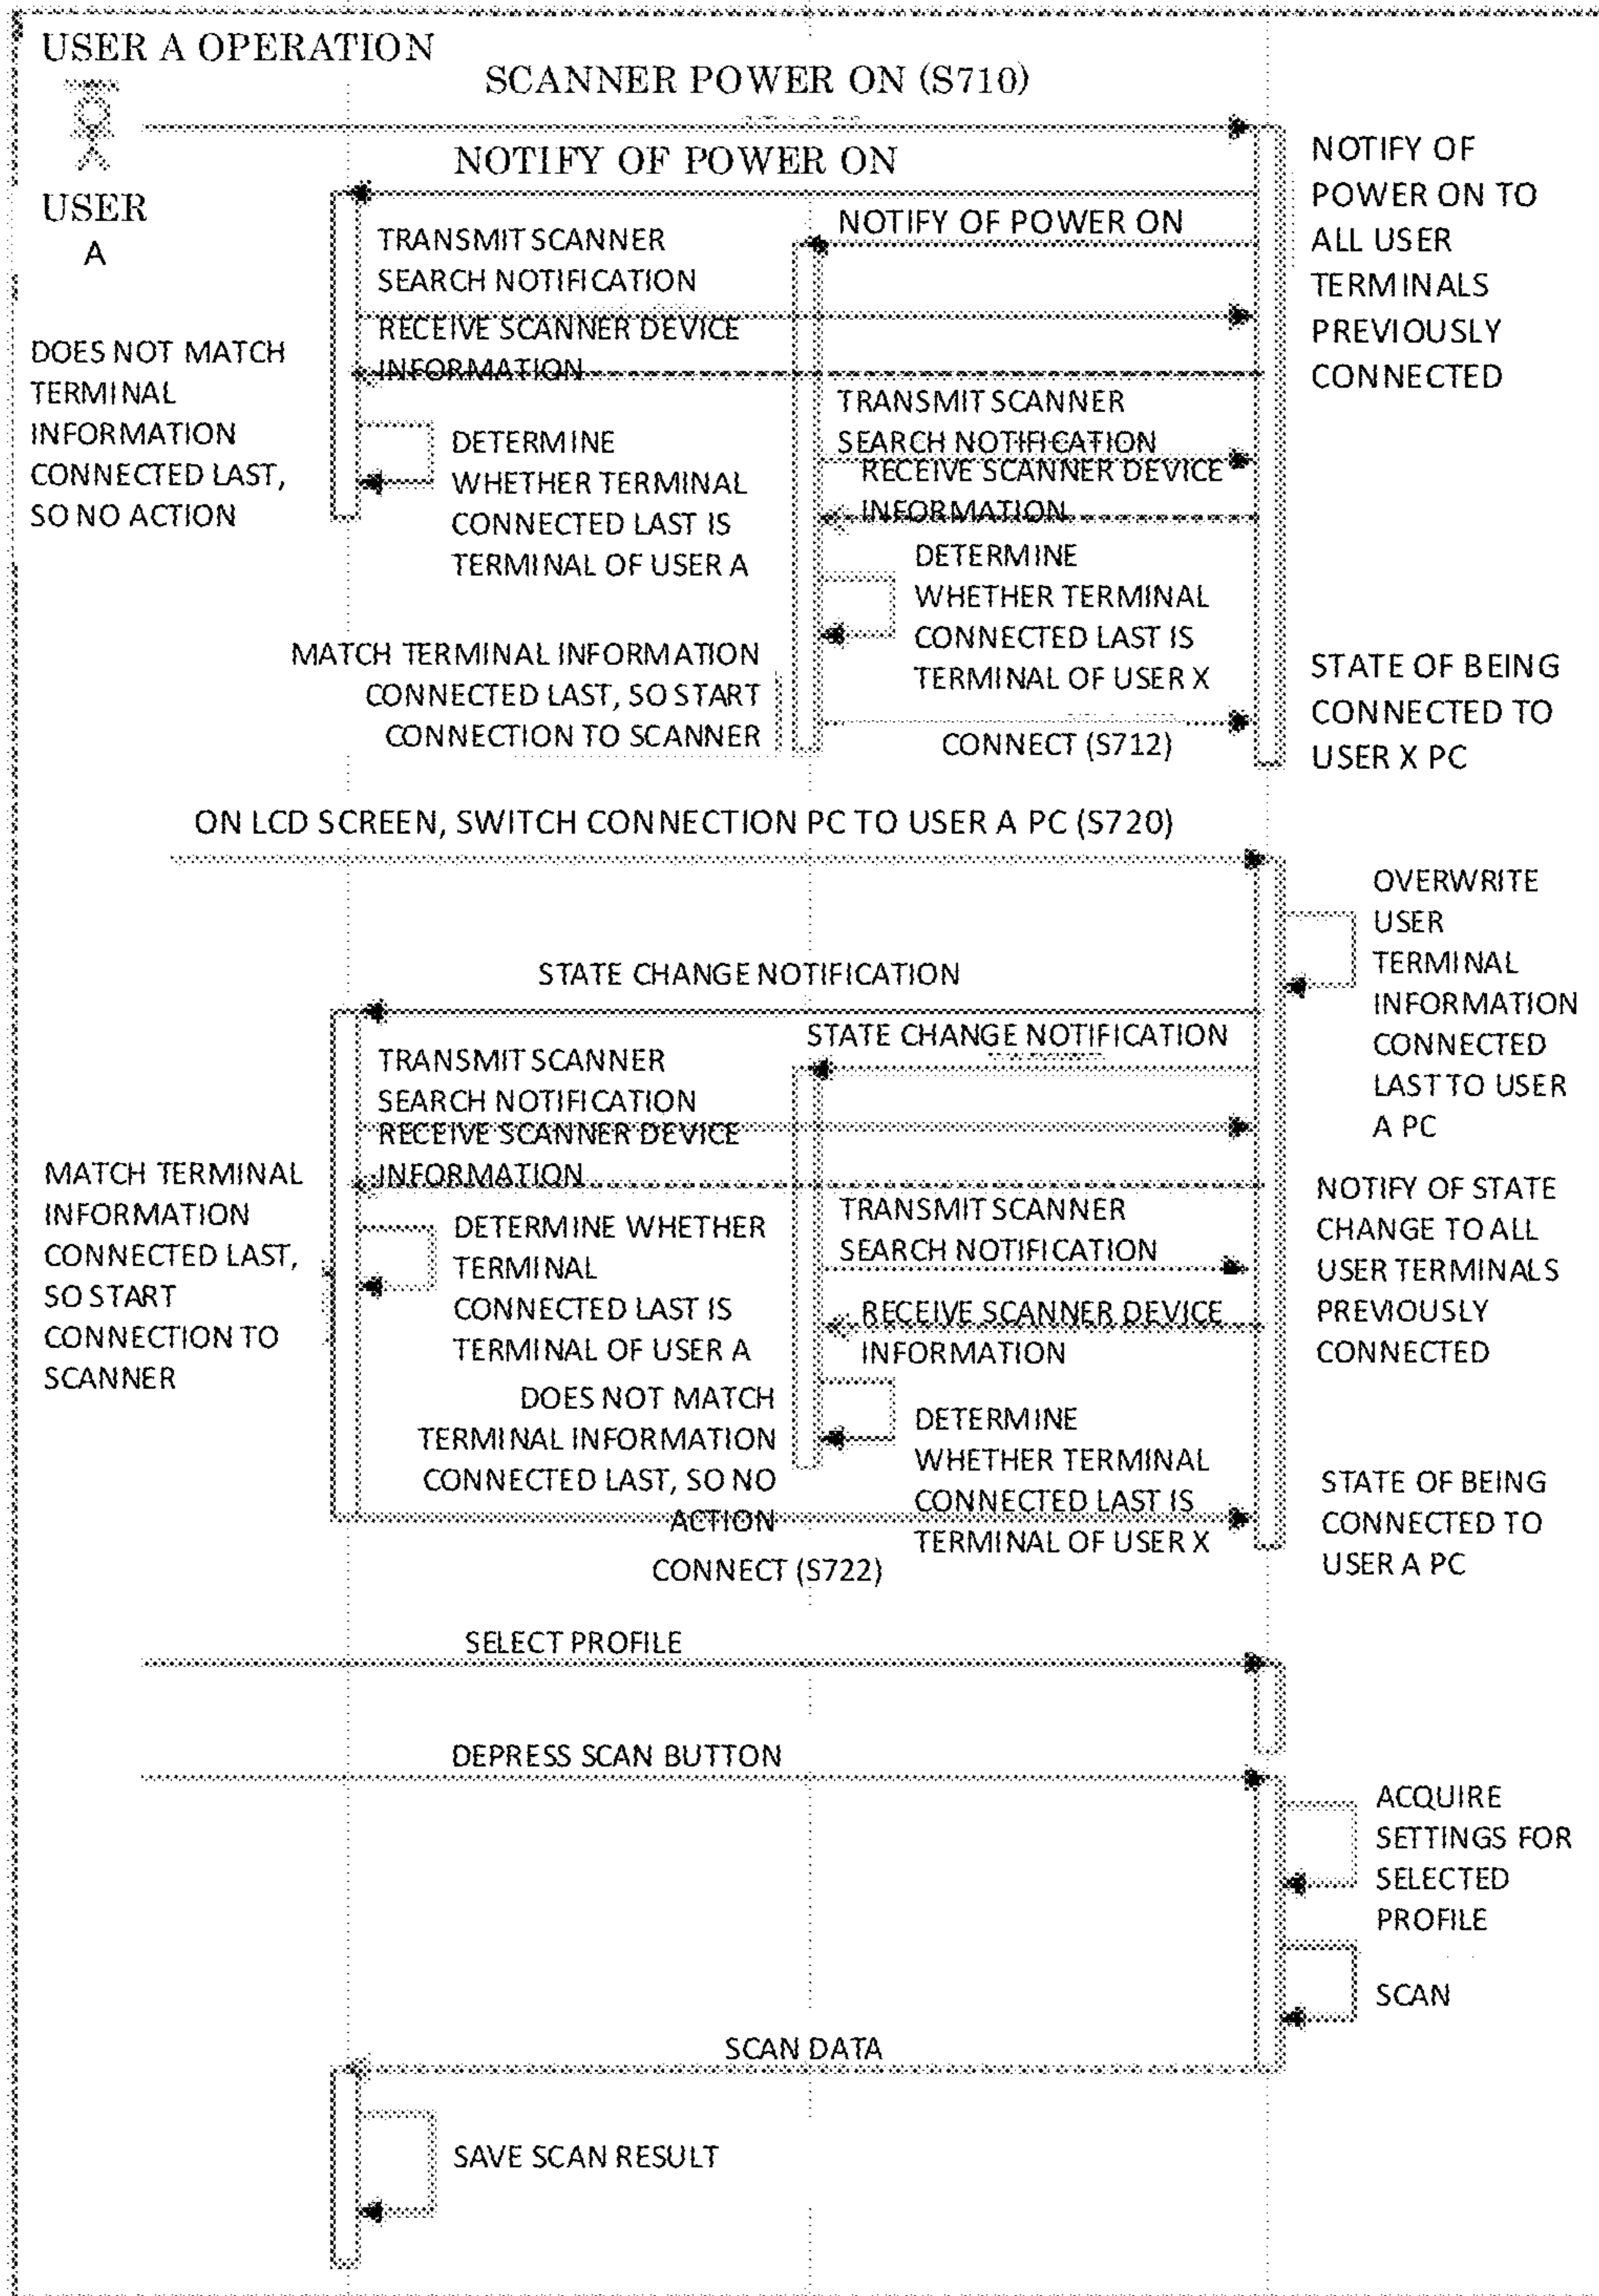 USER A OPERATION
SCANNER POWER ON (S710)
NOTIFY OF POWER ON
USER
A
NOTIFY OF
POWER ON TO
ALL USER
TERMINALS
PREVIOUSLY
CONNECTED
NOTIFY OF POWER ON
TRANSMIT SCANNER
SEARCH NOTIFICATION
RECEIVE SCANNER DEVICE
INFORMATION
DOES NOT MATCH
TERMINAL
INFORMATION
CONNECTED LAST,
SO NO ACTION
DETERMINE
WHETHER TERMINAL
CONNECTED LAST IS
TERMINAL OF USER A
TRANSMIT SCANNER
SEARCH NOTIFICATION
RECEIVE SCANNER DEVICE
INFORMATION
DETERMINE
WHETHER TERMINAL
CONNECTED LAST IS
TERMINAL OF USER X
MATCH TERMINAL INFORMATION
CONNECTED LAST, SO START
CONNECTION TO SCANNER
CONNECT (S712)
STATE OF BEING
CONNECTED TO
USER X PC
ON LCD SCREEN, SWITCH CONNECTION PC TO USER A PC (S720)
OVERWRITE
USER
TERMINAL
INFORMATION
CONNECTED
LAST TO USER
A PC
STATE CHANGE NOTIFICATION
STATE CHANGE NOTIFICATION
TRANSMIT SCANNER
SEARCH NOTIFICATION
RECEIVE SCANNER DEVICE
INFORMATION
MATCH TERMINAL
INFORMATION
CONNECTED LAST,
SO START
CONNECTION TO
SCANNER
DETERMINE WHETHER
TERMINAL
CONNECTED LAST IS
TERMINAL OF USER A
TRANSMIT SCANNER
SEARCH NOTIFICATION
RECEIVE SCANNER DEVICE
INFORMATION
NOTIFY OF STATE
CHANGE TO ALL
USER TERMINALS
PREVIOUSLY
CONNECTED
DOES NOT MATCH
TERMINAL INFORMATION
CONNECTED LAST, SO NO
ACTION
DETERMINE
WHETHER TERMINAL
CONNECTED LAST IS
TERMINAL OF USER X
STATE OF BEING
CONNECTED TO
USER A PC
CONNECT (S722)
SELECT PROFILE
DEPRESS SCAN BUTTON
ACQUIRE
SETTINGS FOR
SELECTED
PROFILE
SCAN
SCAN DATA
SAVE SCAN RESULT